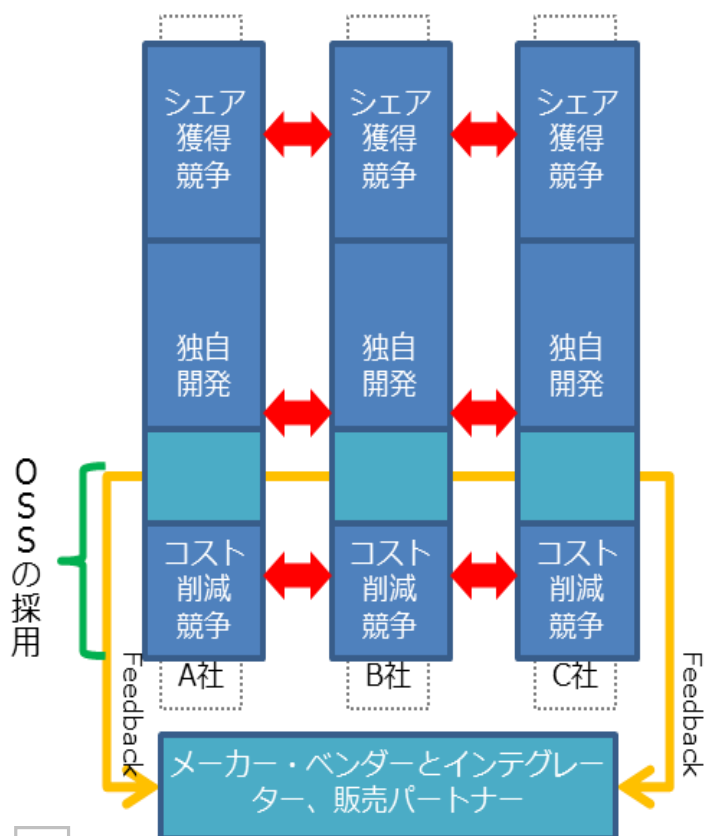 シェア
獲得
競争
シェア
獲得
競争
シェア
獲得
競争
独自
開発
独自
開発
独自
開発
OSSの採用
コスト
削減
競争
コスト
削減
競争
コスト
削減
競争
A社
B社
C社
Feedback
Feedback
メーカー・ベンダーとインテグレー
ター、販売パートナー